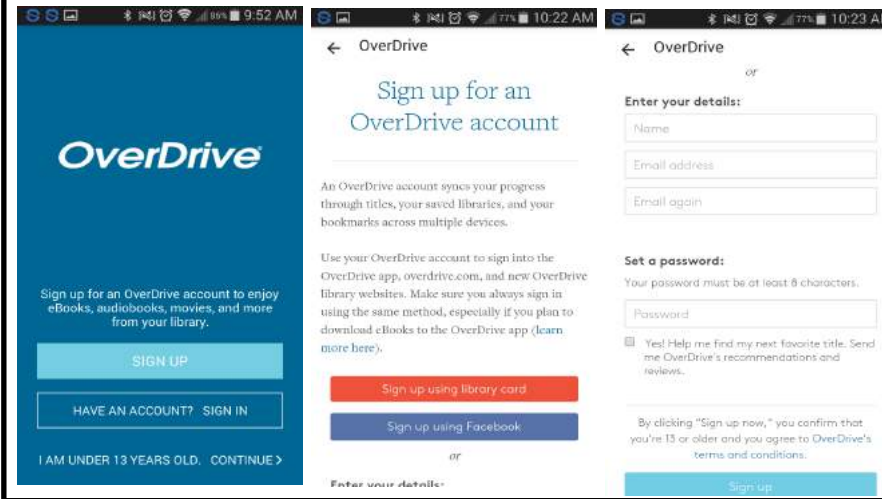 86% 9:52 AM
OverDrive
Sign up for an OverDrive account to enjoy
eBooks, audiobooks, movies, and more
from your library.
SIGN UP
HAVE AN ACCOUNT? SIGN IN
I AM UNDER 13 YEARS OLD. CONTINUE >
77% 10:22 AM
← OverDrive
Sign up for an
OverDrive account
An OverDrive account syncs your progress
through titles, your saved libraries, and your
bookmarks across multiple devices.
Use your OverDrive account to sign into the
OverDrive app, overdrive.com, and new OverDrive
library websites. Make sure you always sign in
using the same method, especially if you plan to
download eBooks to the OverDrive app (learn
more here).
Sign up using library card
Sign up using Facebook
or
Enter your details:
77% 10:23 A
← OverDrive
or
Enter your details:
Name
Email address
Email again
Set a password:
Your password must be at least 8 characters.
Password
Yes! Help me find my next favorite title. Send
me OverDrive's recommendations and
reviews.
By clicking "Sign up now," you confirm that
you're 13 or older and you agree to OverDrive's
terms and conditions.
Sign up